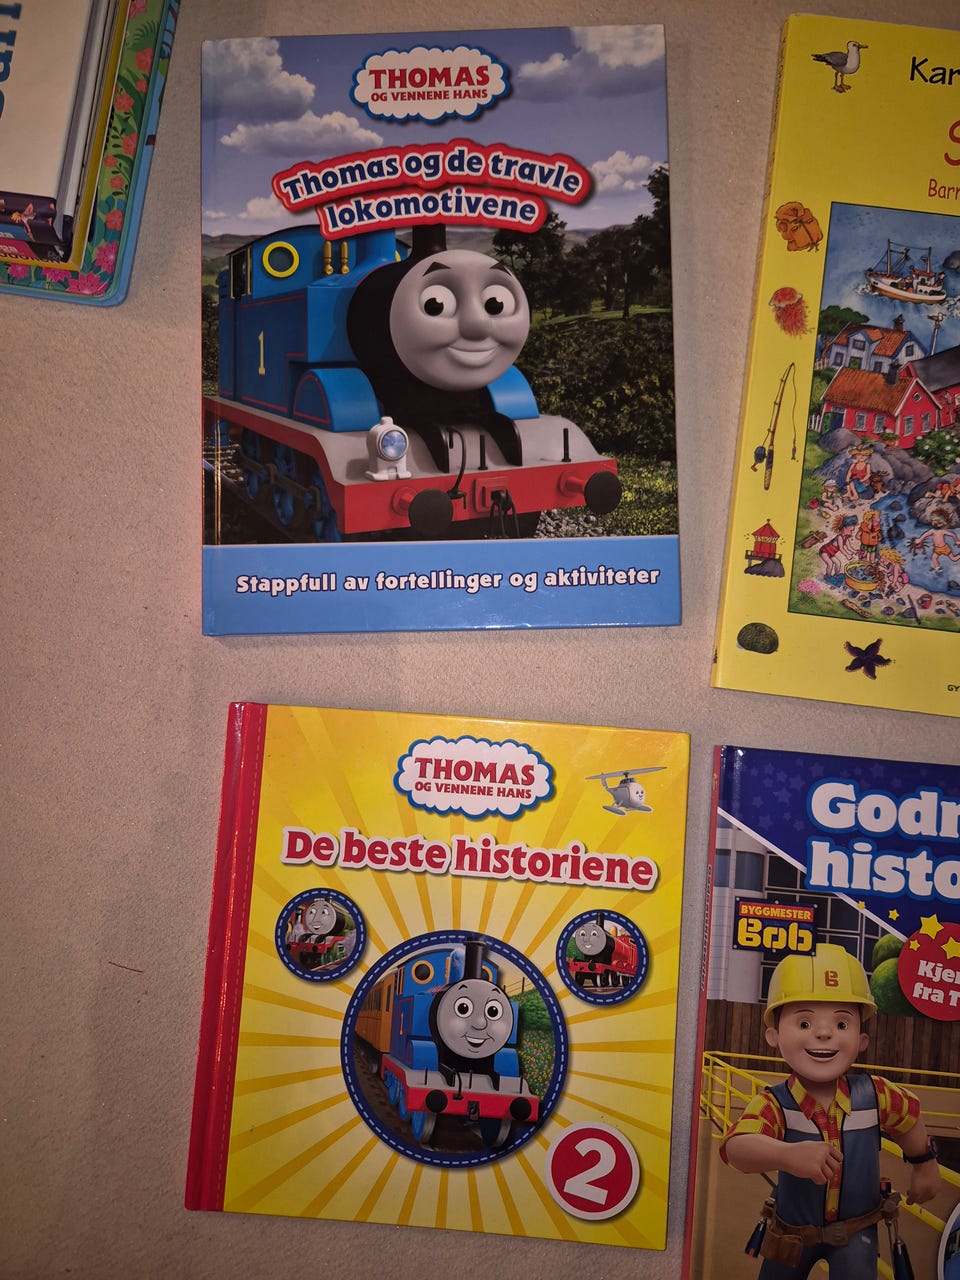 THOMAS
OG VENNENE HANS
Thomas og de travle
lokomotivene
1
Stappfull av fortellinger og aktiviteter
THOMAS
OG VENNENE HANS
De beste historiene
2
BYGGMESTER
Bob
B